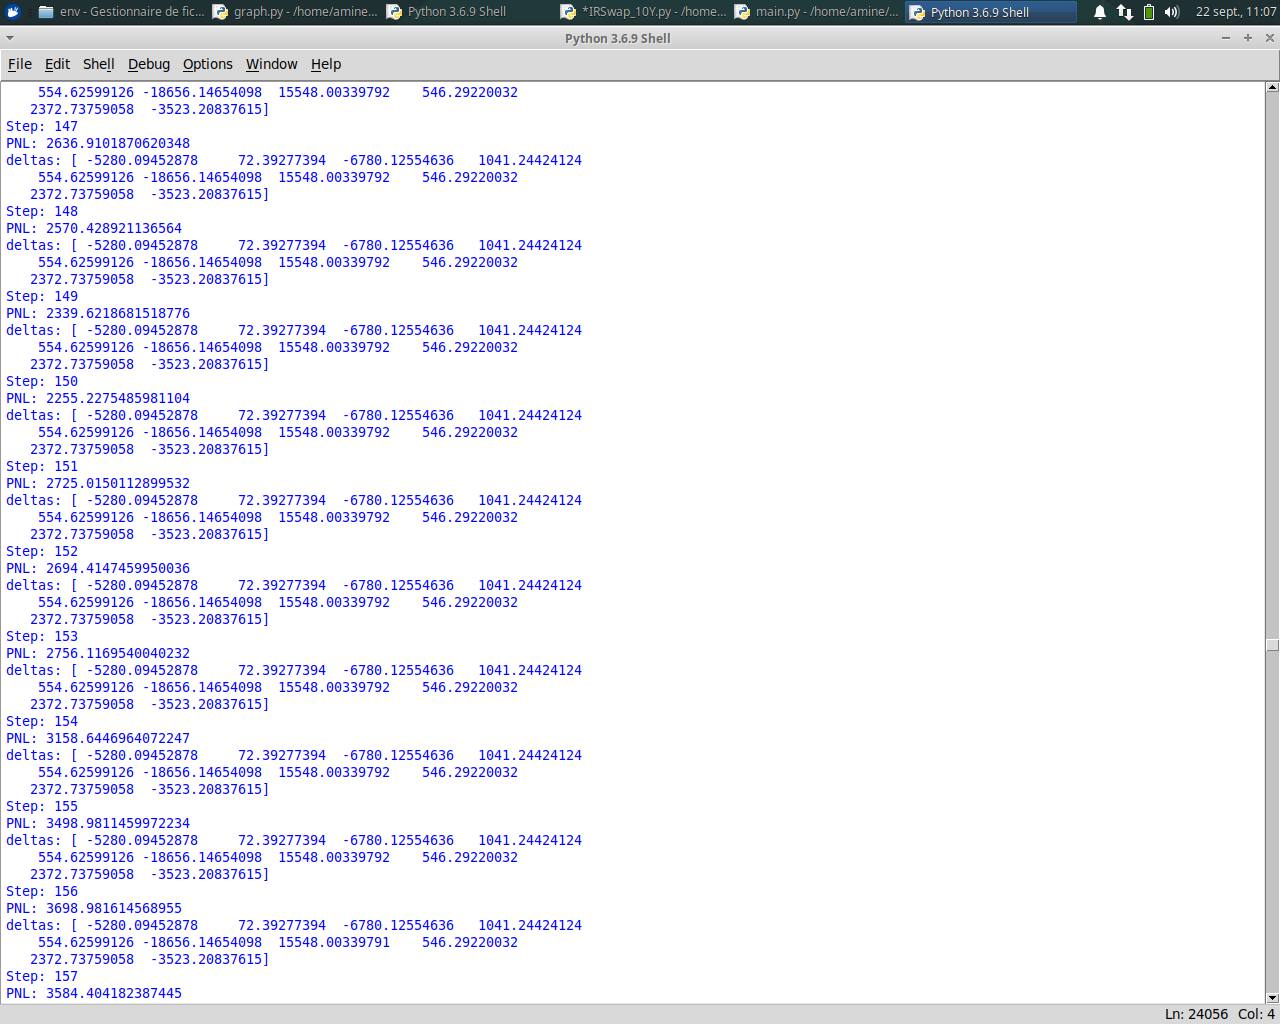 env - Gestionnaire de fic... graph.py - /home/amine... Python 3.6.9 Shell *IRSwap_10Y.py - /home... main.py - /home/amine/... Python 3.6.9 Shell 22 sept., 11:07
Python 3.6.9 Shell
File Edit Shell Debug Options Window Help
554.62599126 -18656.14654098 15548.00339792 546.29220032
2372.73759058 -3523.20837615]
Step: 147
PNL: 2636.9101870620348
deltas: [ -5280.09452878 72.39277394 -6780.12554636 1041.24424124
554.62599126 -18656.14654098 15548.00339792 546.29220032
2372.73759058 -3523.20837615]
Step: 148
PNL: 2570.428921136564
deltas: [ -5280.09452878 72.39277394 -6780.12554636 1041.24424124
554.62599126 -18656.14654098 15548.00339792 546.29220032
2372.73759058 -3523.20837615]
Step: 149
PNL: 2339.6218681518776
deltas: [ -5280.09452878 72.39277394 -6780.12554636 1041.24424124
554.62599126 -18656.14654098 15548.00339792 546.29220032
2372.73759058 -3523.20837615]
Step: 150
PNL: 2255.2275485981104
deltas: [ -5280.09452878 72.39277394 -6780.12554636 1041.24424124
554.62599126 -18656.14654098 15548.00339792 546.29220032
2372.73759058 -3523.20837615]
Step: 151
PNL: 2725.0150112899532
deltas: [ -5280.09452878 72.39277394 -6780.12554636 1041.24424124
554.62599126 -18656.14654098 15548.00339792 546.29220032
2372.73759058 -3523.20837615]
Step: 152
PNL: 2694.4147459950036
deltas: [ -5280.09452878 72.39277394 -6780.12554636 1041.24424124
554.62599126 -18656.14654098 15548.00339792 546.29220032
2372.73759058 -3523.20837615]
Step: 153
PNL: 2756.1169540040232
deltas: [ -5280.09452878 72.39277394 -6780.12554636 1041.24424124
554.62599126 -18656.14654098 15548.00339792 546.29220032
2372.73759058 -3523.20837615]
Step: 154
PNL: 3158.6446964072247
deltas: [ -5280.09452878 72.39277394 -6780.12554636 1041.24424124
554.62599126 -18656.14654098 15548.00339792 546.29220032
2372.73759058 -3523.20837615]
Step: 155
PNL: 3498.9811459972234
deltas: [ -5280.09452878 72.39277394 -6780.12554636 1041.24424124
554.62599126 -18656.14654098 15548.00339792 546.29220032
2372.73759058 -3523.20837615]
Step: 156
PNL: 3698.981614568955
deltas: [ -5280.09452878 72.39277394 -6780.12554636 1041.24424124
554.62599126 -18656.14654098 15548.00339791 546.29220032
2372.73759058 -3523.20837615]
Step: 157
PNL: 3584.404182387445
Ln: 24056 Col: 4